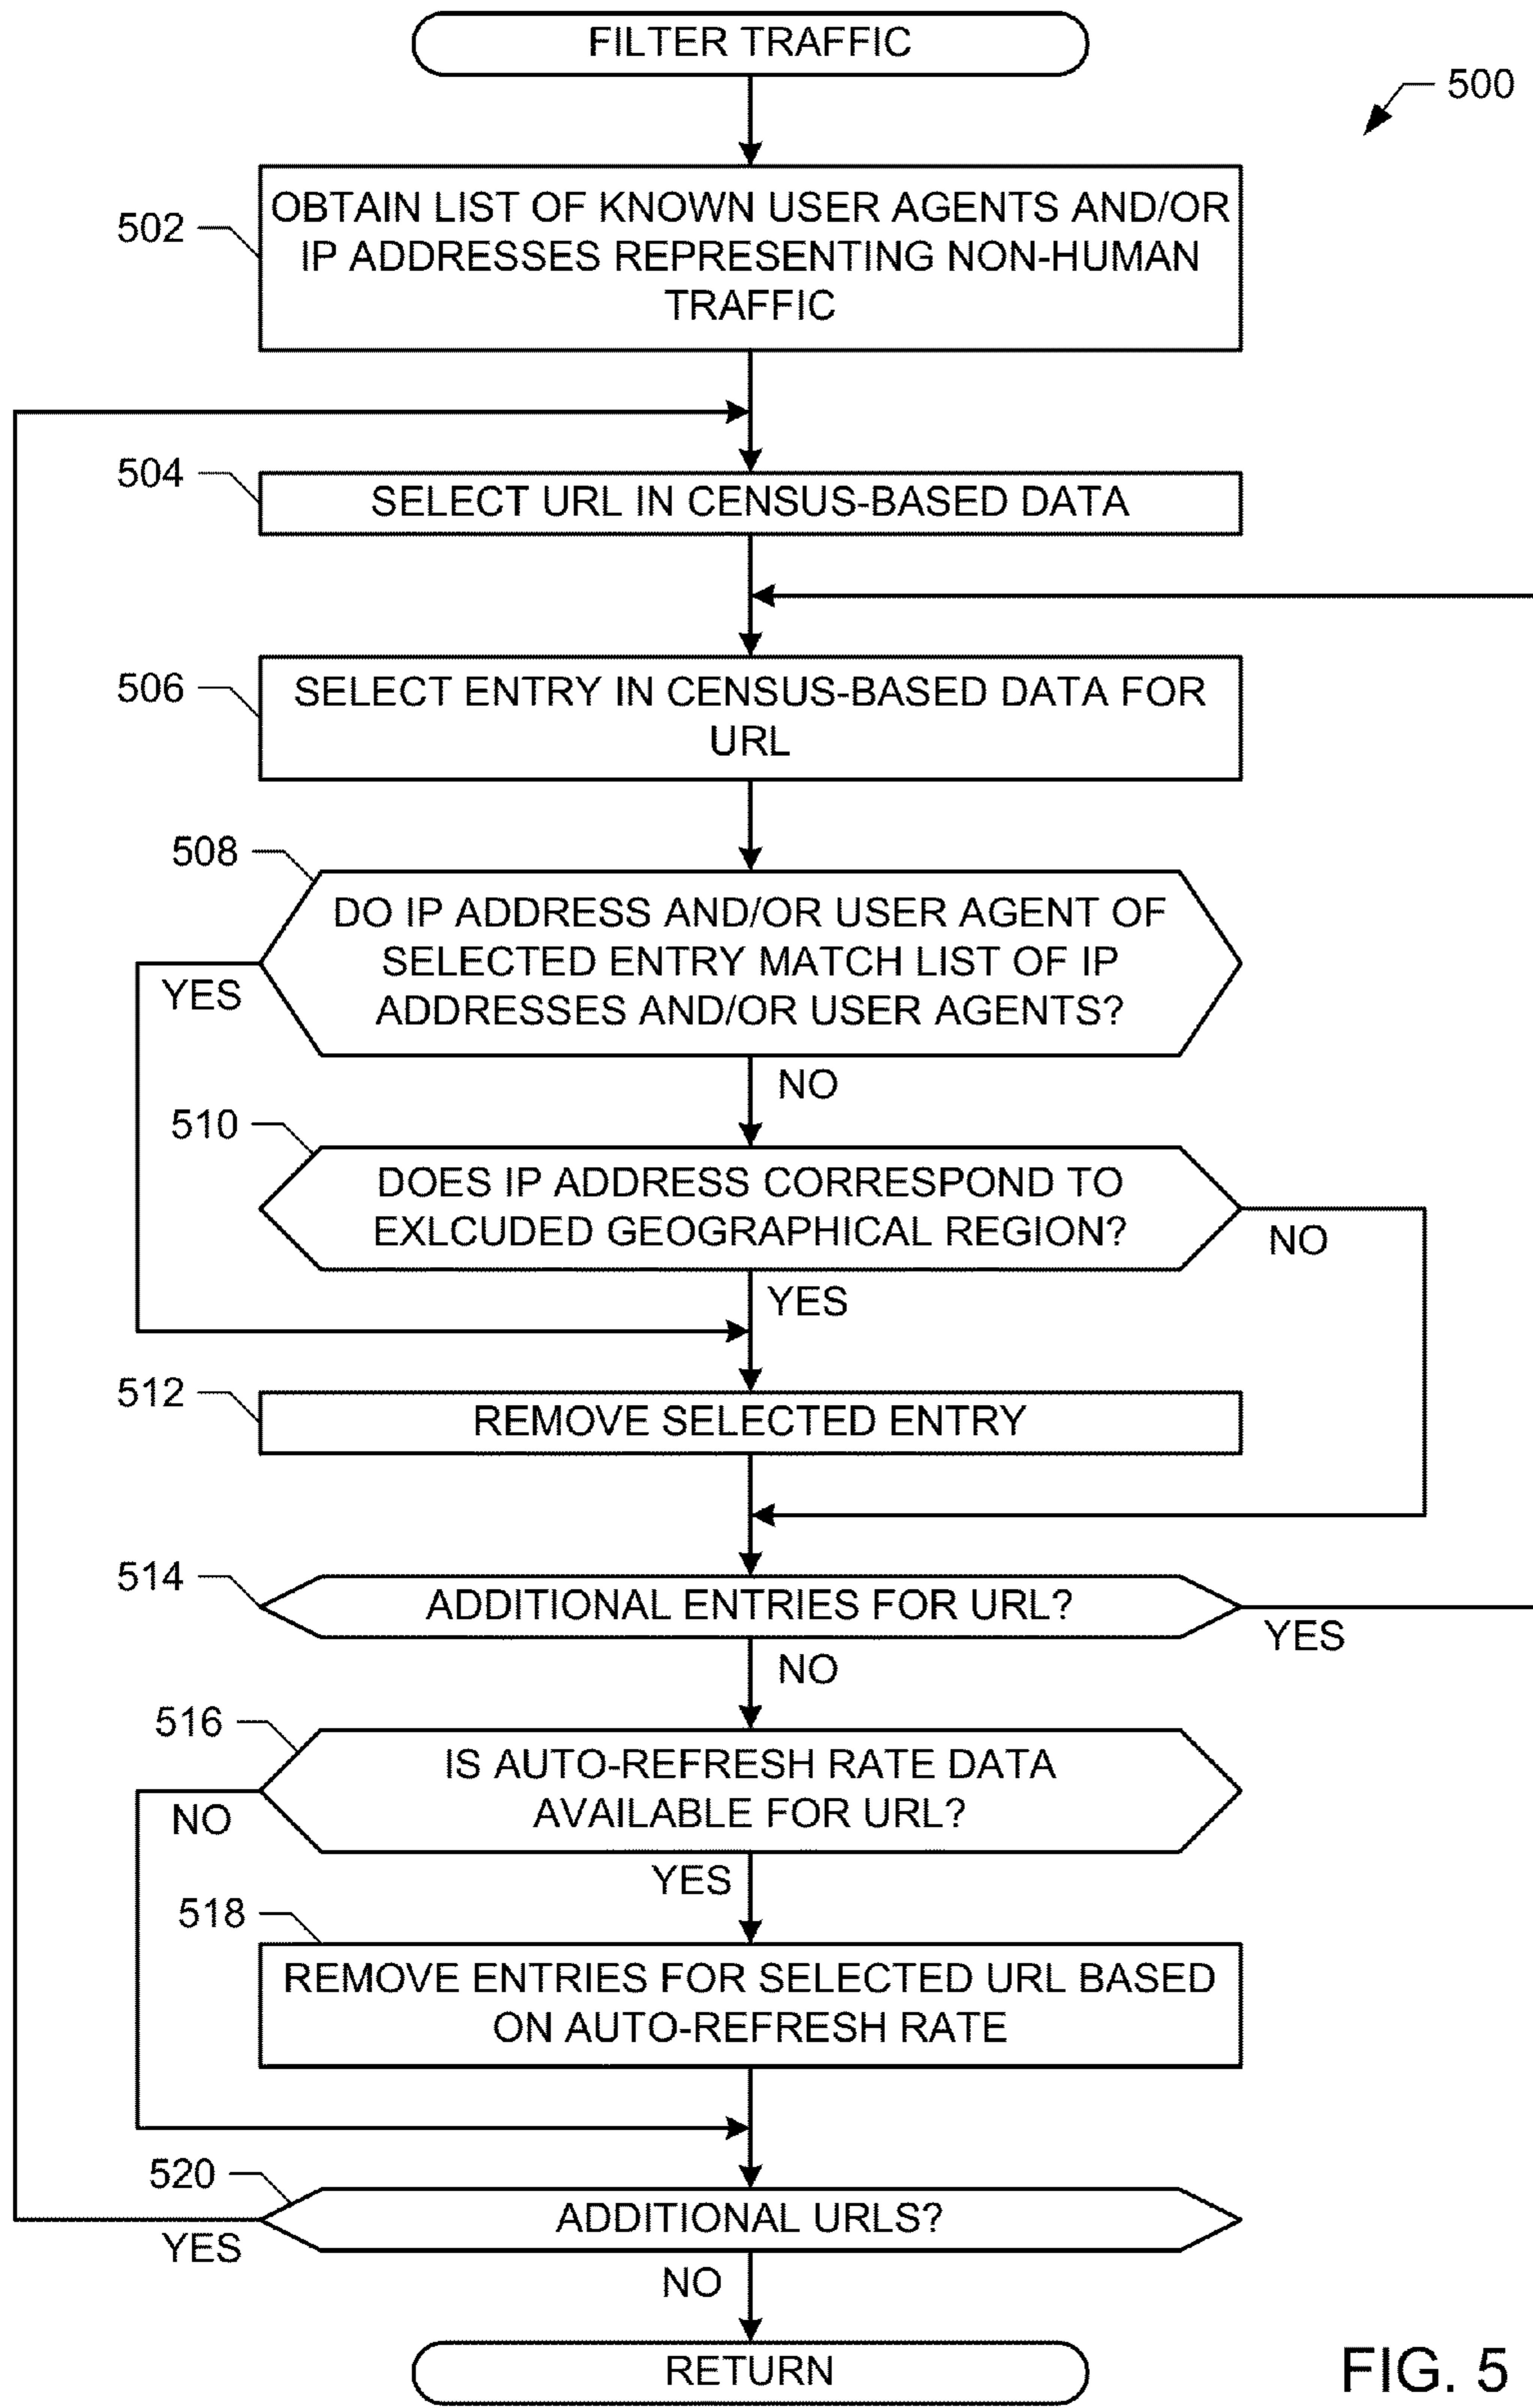 FILTER TRAFFIC
500
502
OBTAIN LIST OF KNOWN USER AGENTS AND/OR
IP ADDRESSES REPRESENTING NON-HUMAN
TRAFFIC
504
SELECT URL IN CENSUS-BASED DATA
506
SELECT ENTRY IN CENSUS-BASED DATA FOR
URL
508
DO IP ADDRESS AND/OR USER AGENT OF
SELECTED ENTRY MATCH LIST OF IP
ADDRESSES AND/OR USER AGENTS?
YES
NO
510
DOES IP ADDRESS CORRESPOND TO
EXLCUDED GEOGRAPHICAL REGION?
NO
YES
512
REMOVE SELECTED ENTRY
514
ADDITIONAL ENTRIES FOR URL?
YES
NO
516
IS AUTO-REFRESH RATE DATA
AVAILABLE FOR URL?
NO
YES
518
REMOVE ENTRIES FOR SELECTED URL BASED
ON AUTO-REFRESH RATE
520
ADDITIONAL URLS?
YES
NO
RETURN
FIG. 5